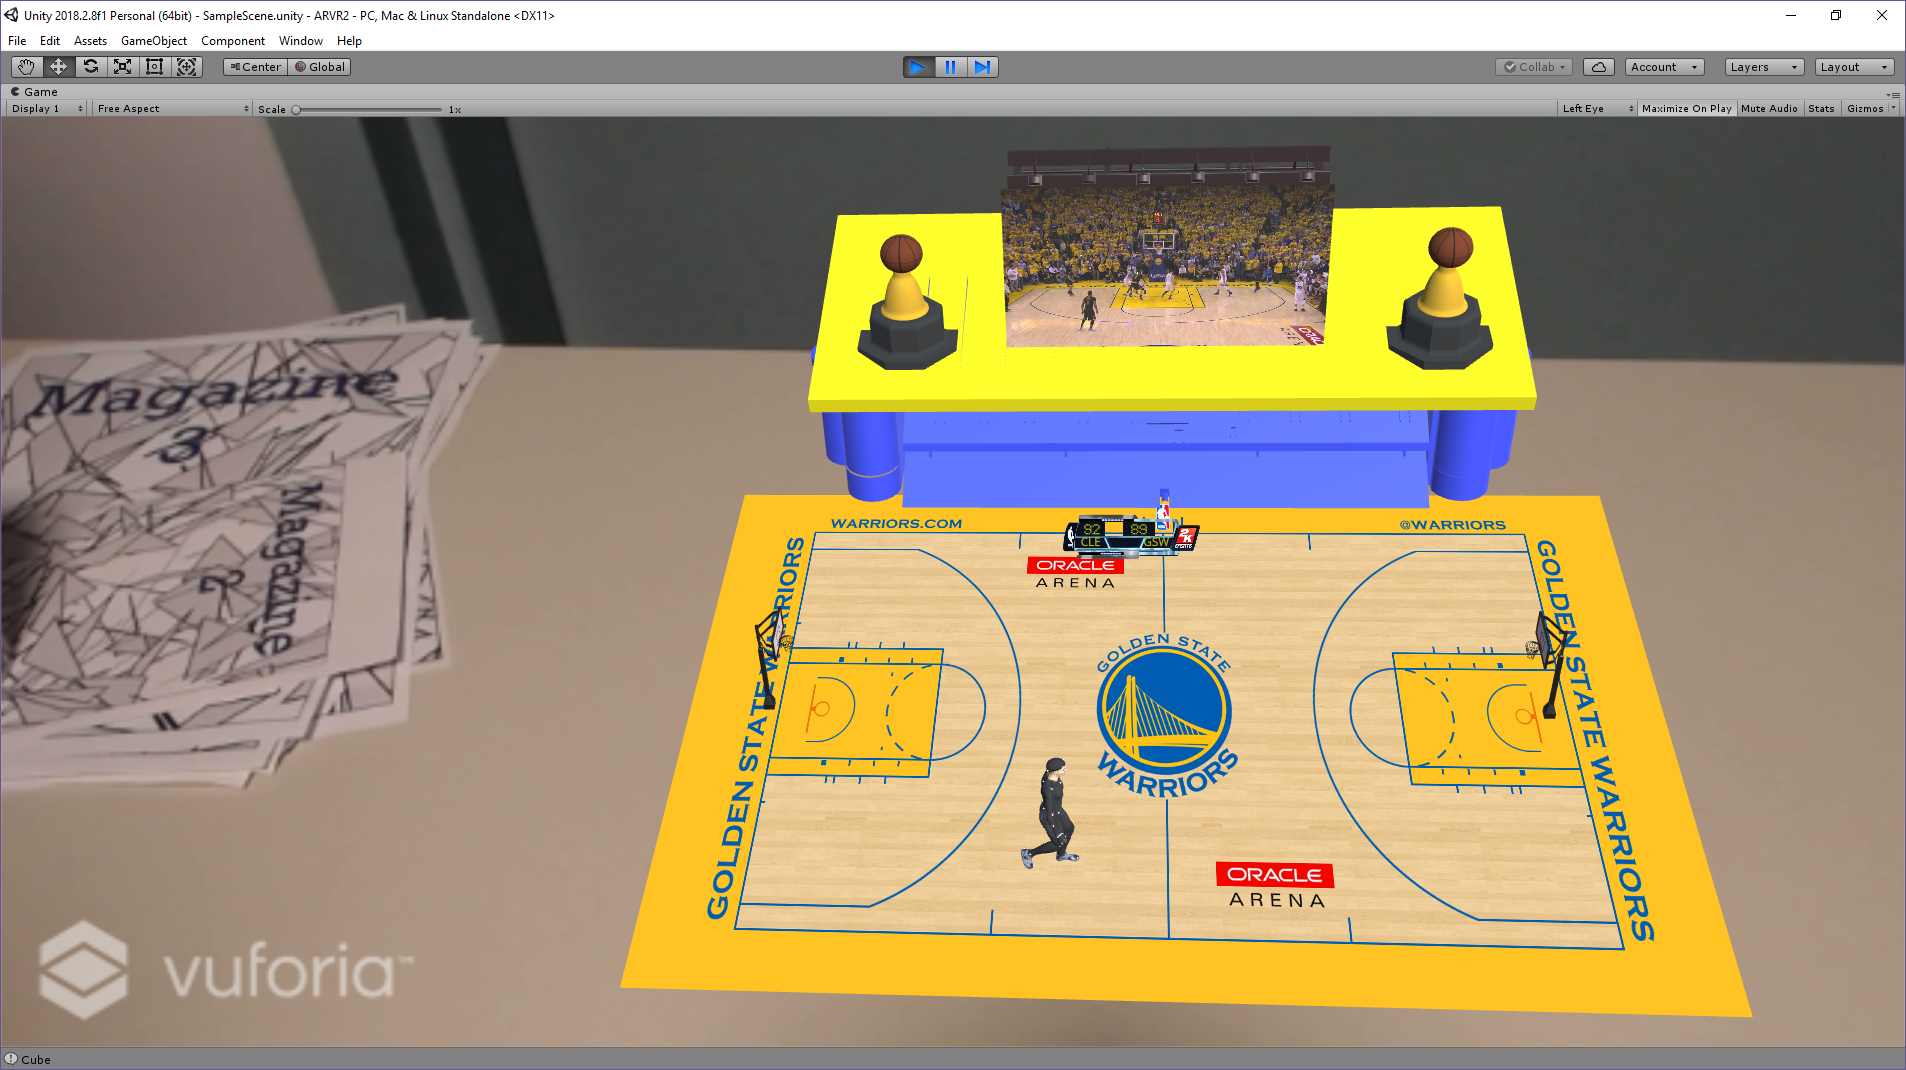 Unity 2018.2.8f1 Personal (64bit) - SampleScene.unity - ARVR2 - PC, Mac & Linux Standalone <DX11>
File Edit Assets GameObject Component Window Help
Center Global Collab Account Layers Layout
Game
Display 1 Free Aspect Scale 1x Left Eye Maximize On Play Mute Audio Stats Gizmos
Magazine
3
Magazine
2
WARRIORS.COM
@WARRIORS
92 89
CLE GSW
2K
ORACLE
ARENA
GOLDEN STATE WARRIORS
GOLDEN STATE
WARRIORS
GOLDEN STATE WARRIORS
ORACLE
ARENA
vuforia™
Cube